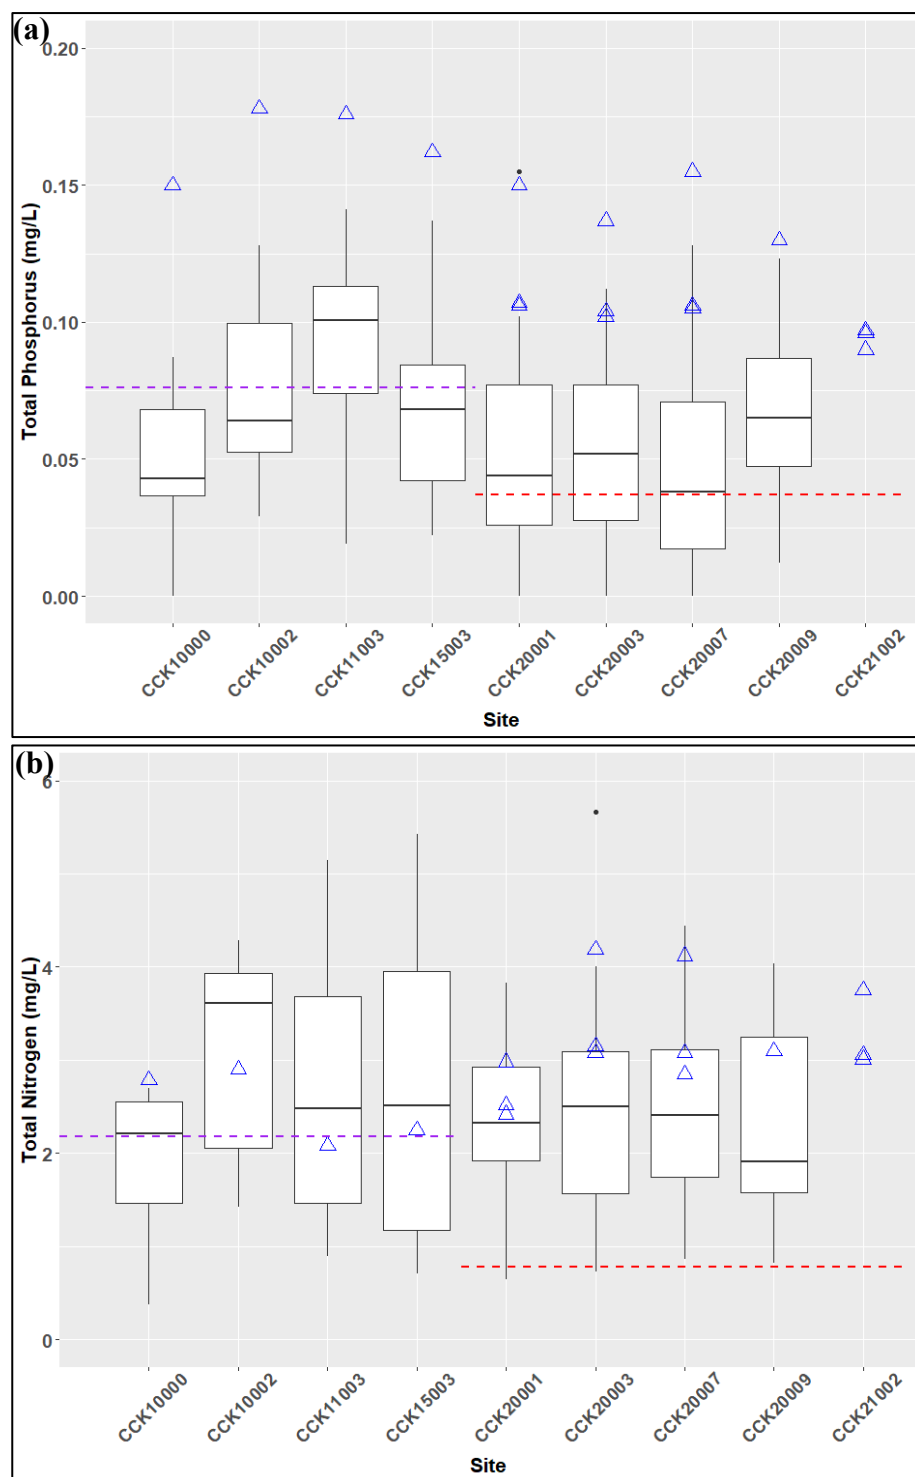 (a)
Total Phosphorus (mg/L)
0.20
0.15
0.10
0.05
0.00
CCK10000 CCK10002 CCK11003 CCK15003 CCK20001 CCK20003 CCK20007 CCK20009 CCK21002
Site
(b)
Total Nitrogen (mg/L)
6
4
2
0
CCK10000 CCK10002 CCK11003 CCK15003 CCK20001 CCK20003 CCK20007 CCK20009 CCK21002
Site